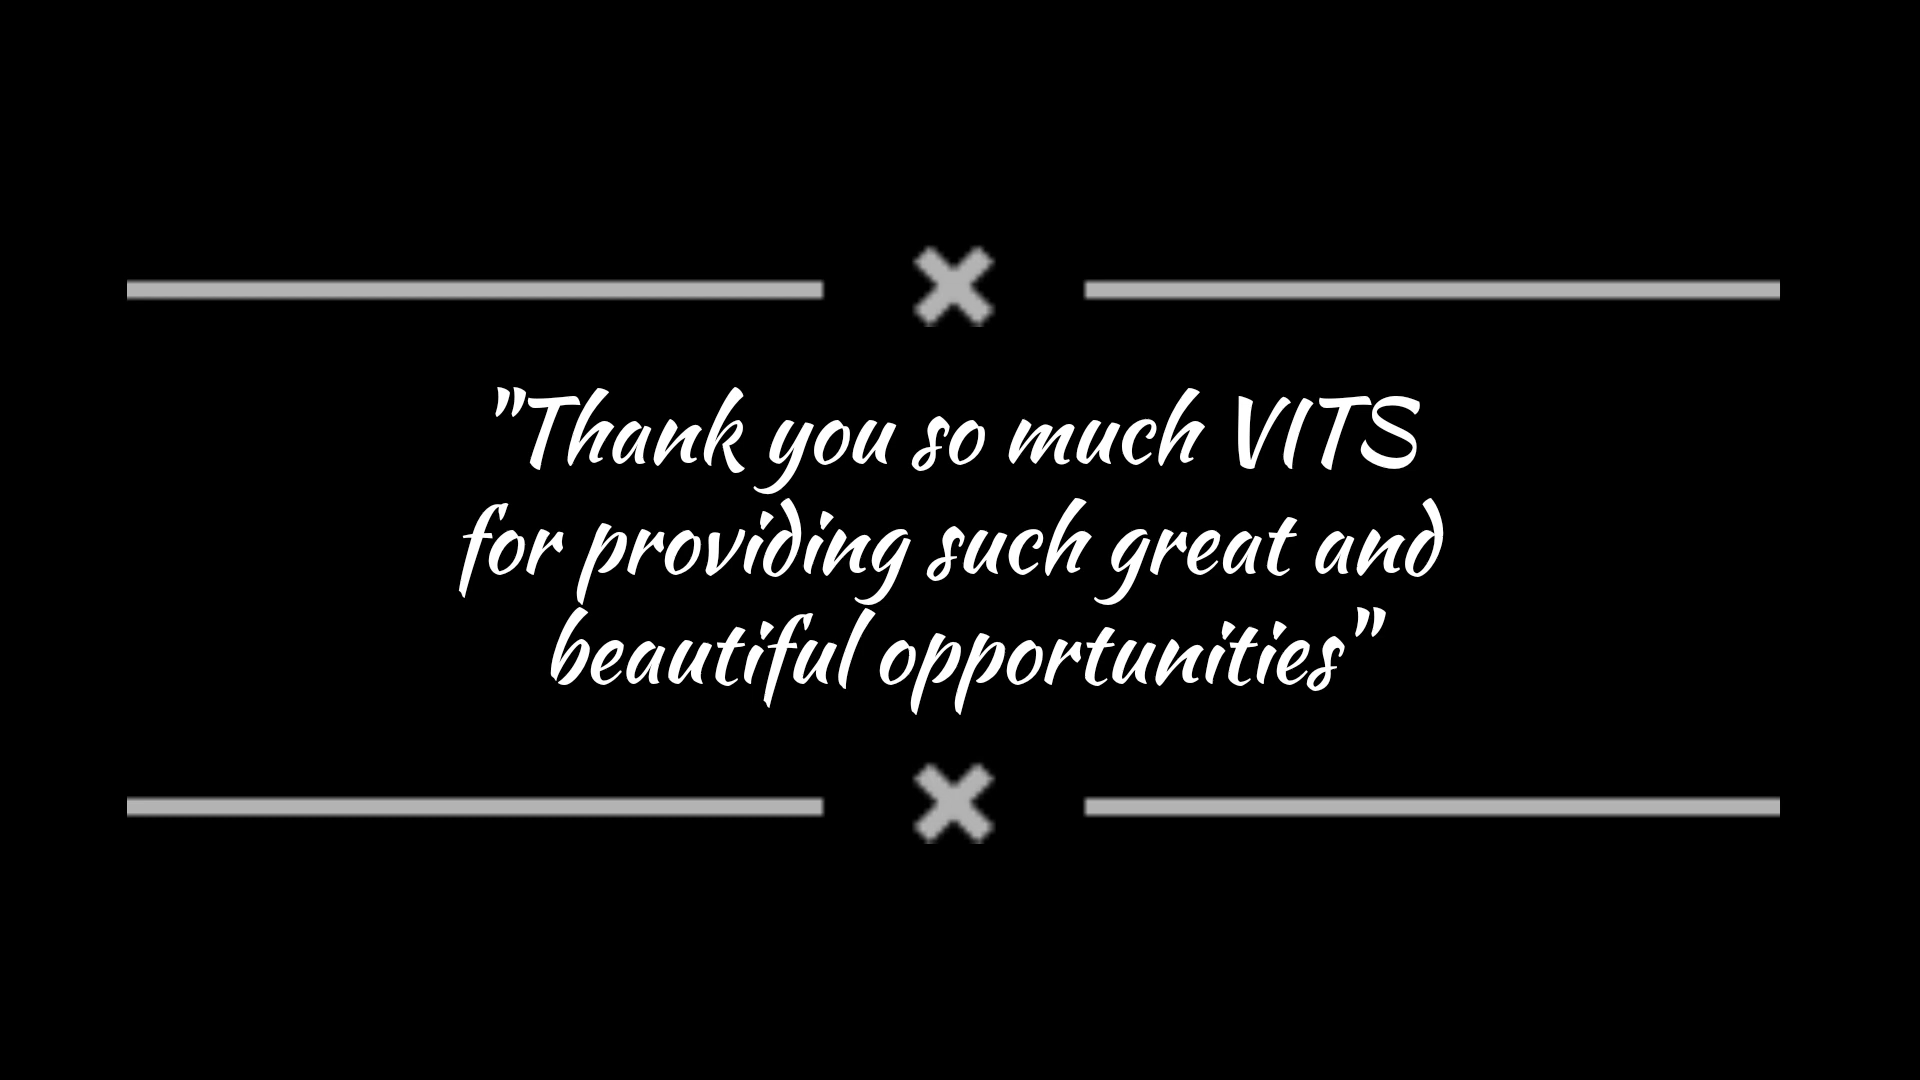 "Thank you so much VITS
for providing such great and
beautiful opportunities"